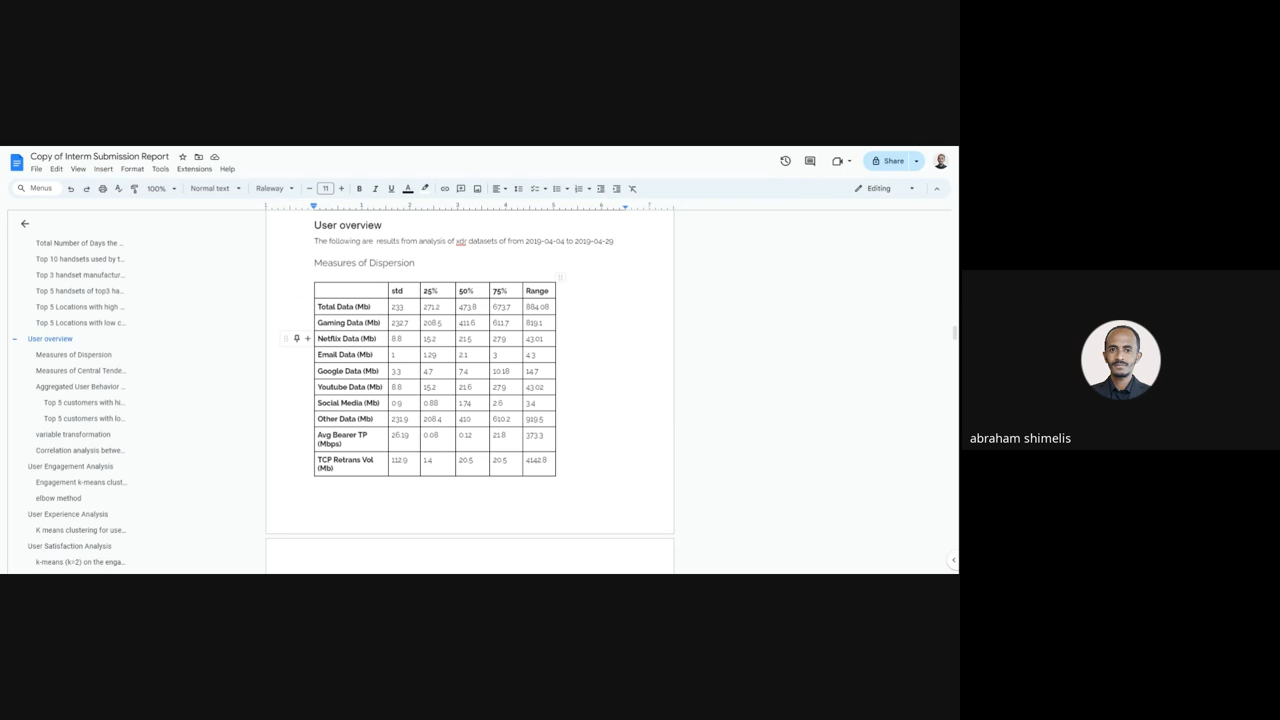 Copy of Interm Submission Report
File Edit View Insert Format Tools Extensions Help
Share
Menus 100% Normal text Raleway 11 Editing
1 1 2 3 4 5 6 7
Total Number of Days the ...
Top 10 handsets used by t...
Top 3 handset manufactur...
Top 5 handsets of top3 ha...
Top 5 Locations with high ...
Top 5 Locations with low c...
User overview
Measures of Dispersion
Measures of Central Tende...
Aggregated User Behavior ...
Top 5 customers with hi...
Top 5 customers with lo...
variable transformation
Correlation analysis betwe...
User Engagement Analysis
Engagement k-means clust...
elbow method
User Experience Analysis
K means clustering for use...
User Satisfaction Analysis
k-means (k=2) on the enga...
User overview
The following are results from analysis of xdr datasets of from 2019-04-04 to 2019-04-29
Measures of Dispersion
std 25% 50% 75% Range
Total Data (Mb) 233 271.2 473.8 673.7 884.08
Gaming Data (Mb) 232.7 208.5 411.6 611.7 819.1
Netflix Data (Mb) 8.8 15.2 21.5 27.9 43.01
Email Data (Mb) 1 1.29 2.1 3 4.3
Google Data (Mb) 3.3 4.7 7.4 10.18 14.7
Youtube Data (Mb) 8.8 15.2 21.6 27.9 43.02
Social Media (Mb) 0.9 0.88 1.74 2.6 3.4
Other Data (Mb) 231.9 208.4 410 610.2 919.5
Avg Bearer TP (Mbps) 26.19 0.08 0.12 21.8 373.3
TCP Retrans Vol (Mb) 112.9 1.4 20.5 20.5 4142.8
abraham shimelis